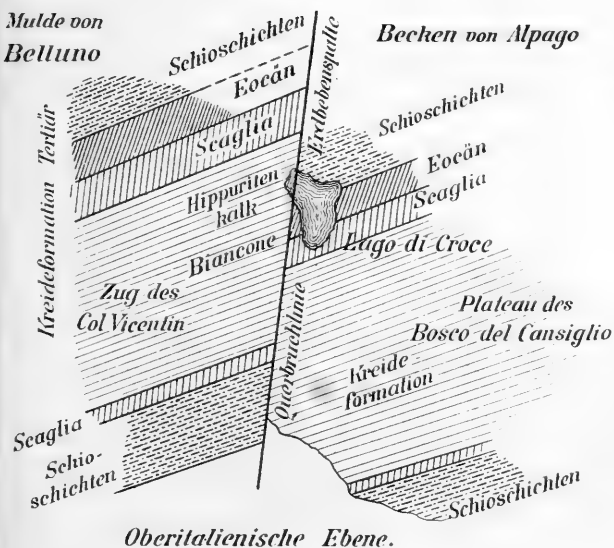 Mulde von
Belluno
Becken von Alpago
Schioschichten
Eocän
Scaglia
Erdbebenspalte
Schioschichten
Eocän
Scaglia
Kreideformation Tertiär
Hippuriten
kalk
Biancone
Lago di Croce
Zug des
Col Vicentin
Plateau des
Bosco del Cansiglio
Querbruchlinie
Kreide
formation
Scaglia
Schio-
schichten
Schioschichten
Oberitalienische Ebene.